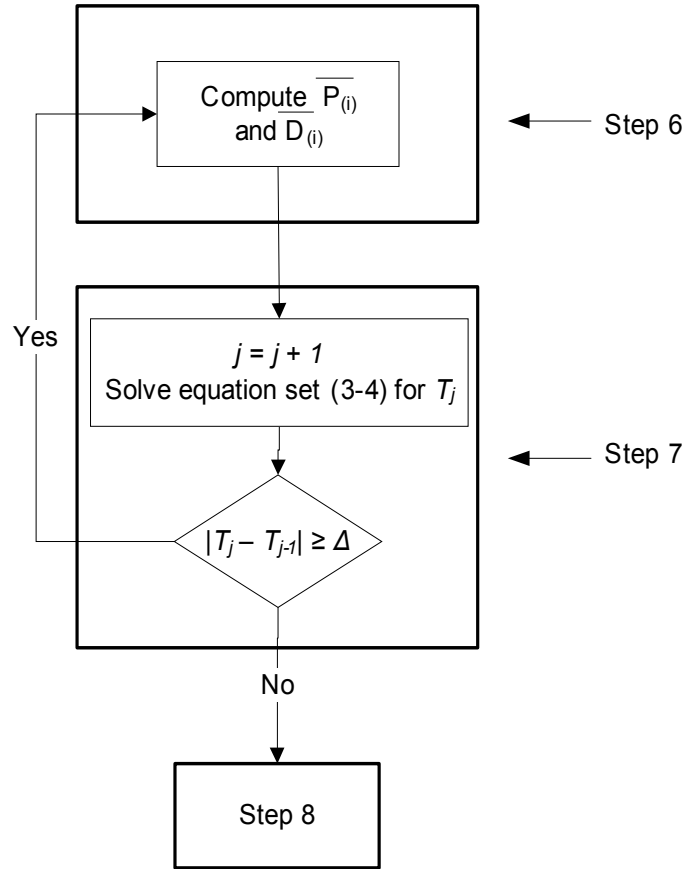 Compute P̅₍ᵢ₎
and D̅₍ᵢ₎
Step 6
Yes
j = j + 1
Solve equation set (3-4) for Tⱼ
Step 7
|Tⱼ – Tⱼ₋₁| ≥ Δ
No
Step 8